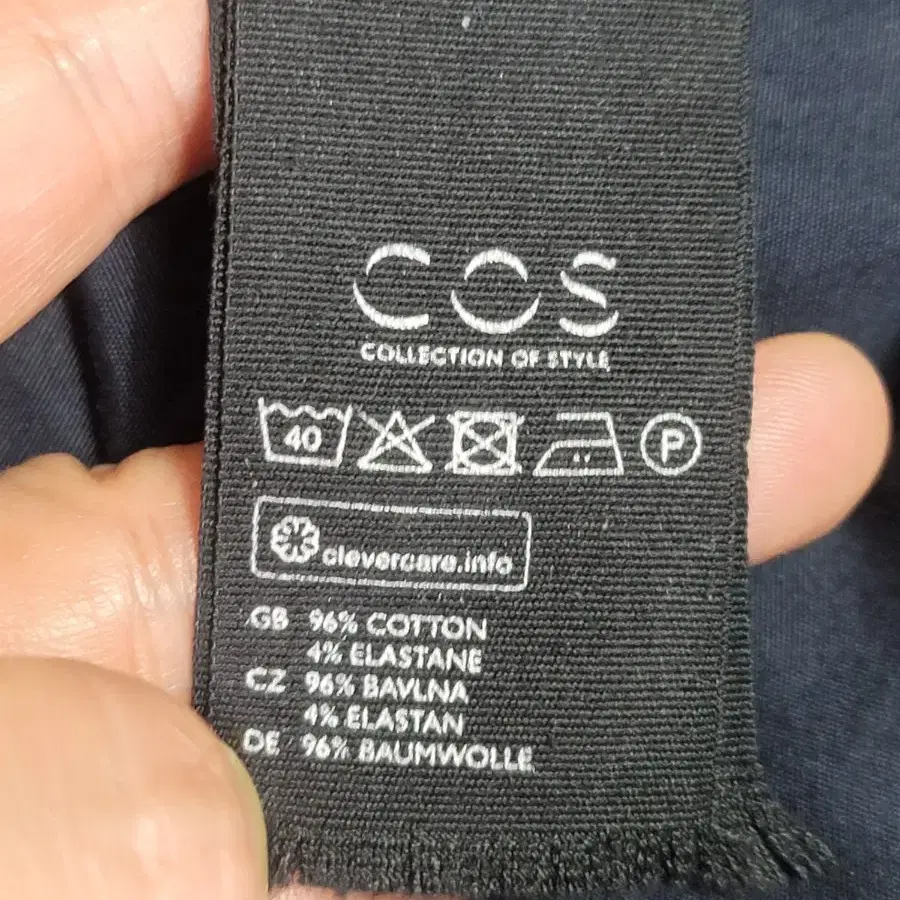 COS
COLLECTION OF STYLE
40 P
clevercare.info
GB 96% COTTON
4% ELASTANE
CZ 96% BAVLNA
4% ELASTAN
DE 96% BAUMWOLLE